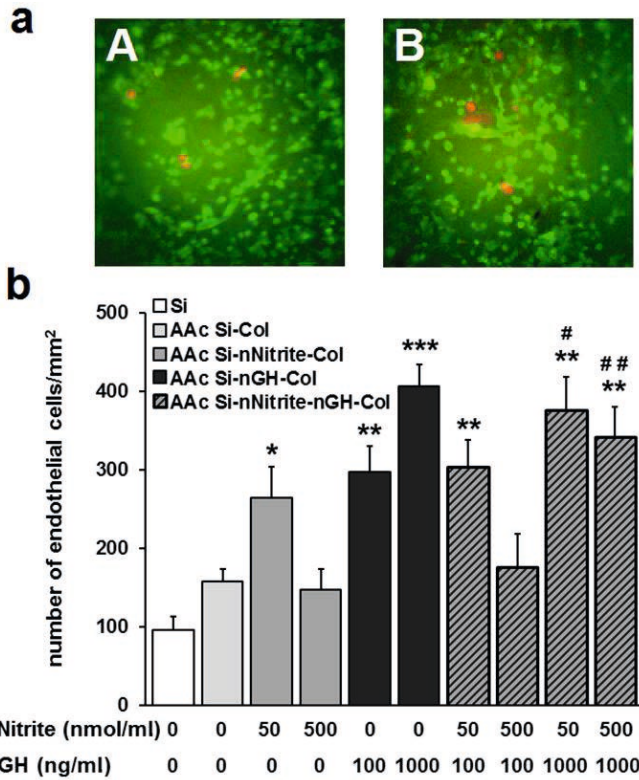 a
A
B
b
number of endothelial cells/mm²
500
400
300
200
100
0
Si
AAc Si-Col
AAc Si-nNitrite-Col
AAc Si-nGH-Col
AAc Si-nNitrite-nGH-Col
*
**
***
**
#
**
##
**
Nitrite (nmol/ml) 0 0 50 500 0 0 50 500 50 500
GH (ng/ml) 0 0 0 0 100 1000 100 100 1000 1000